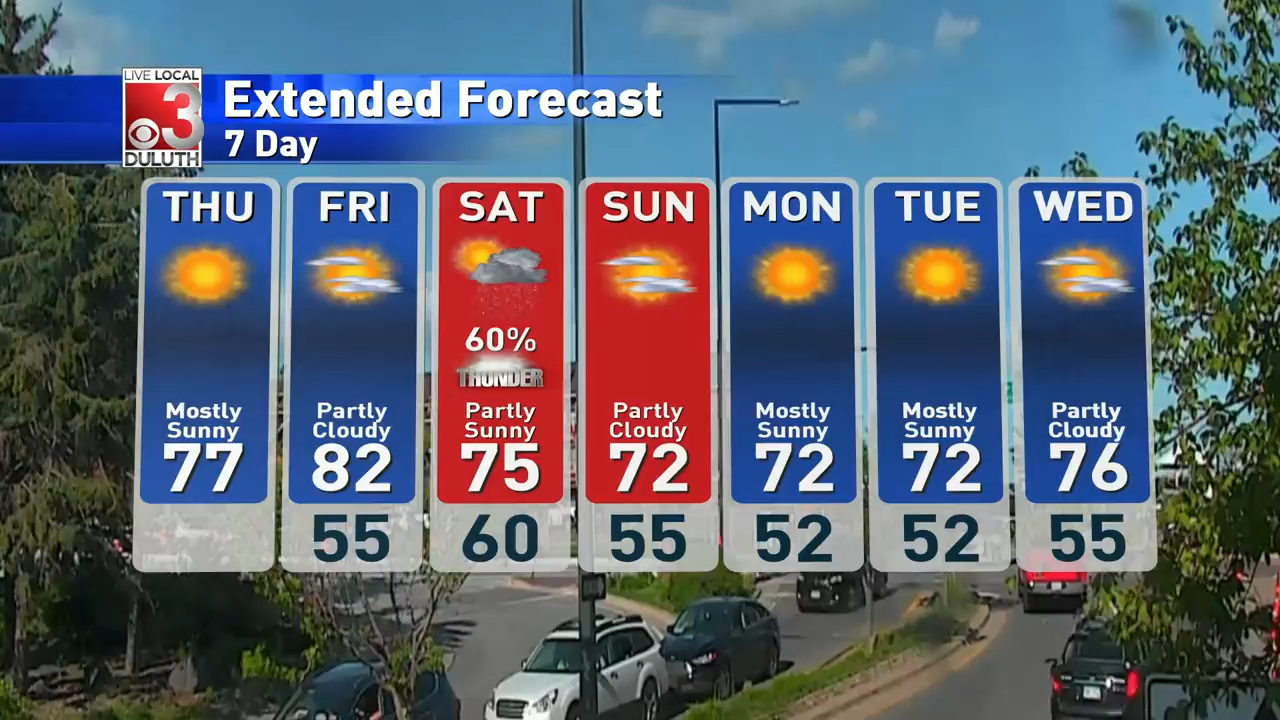 LIVE LOCAL
3
DULUTH
Extended Forecast
7 Day
THU
Mostly
Sunny
77
FRI
Partly
Cloudy
82
55
SAT
60%
THUNDER
Partly
Sunny
75
60
SUN
Partly
Cloudy
72
55
MON
Mostly
Sunny
72
52
TUE
Mostly
Sunny
72
52
WED
Partly
Cloudy
76
55